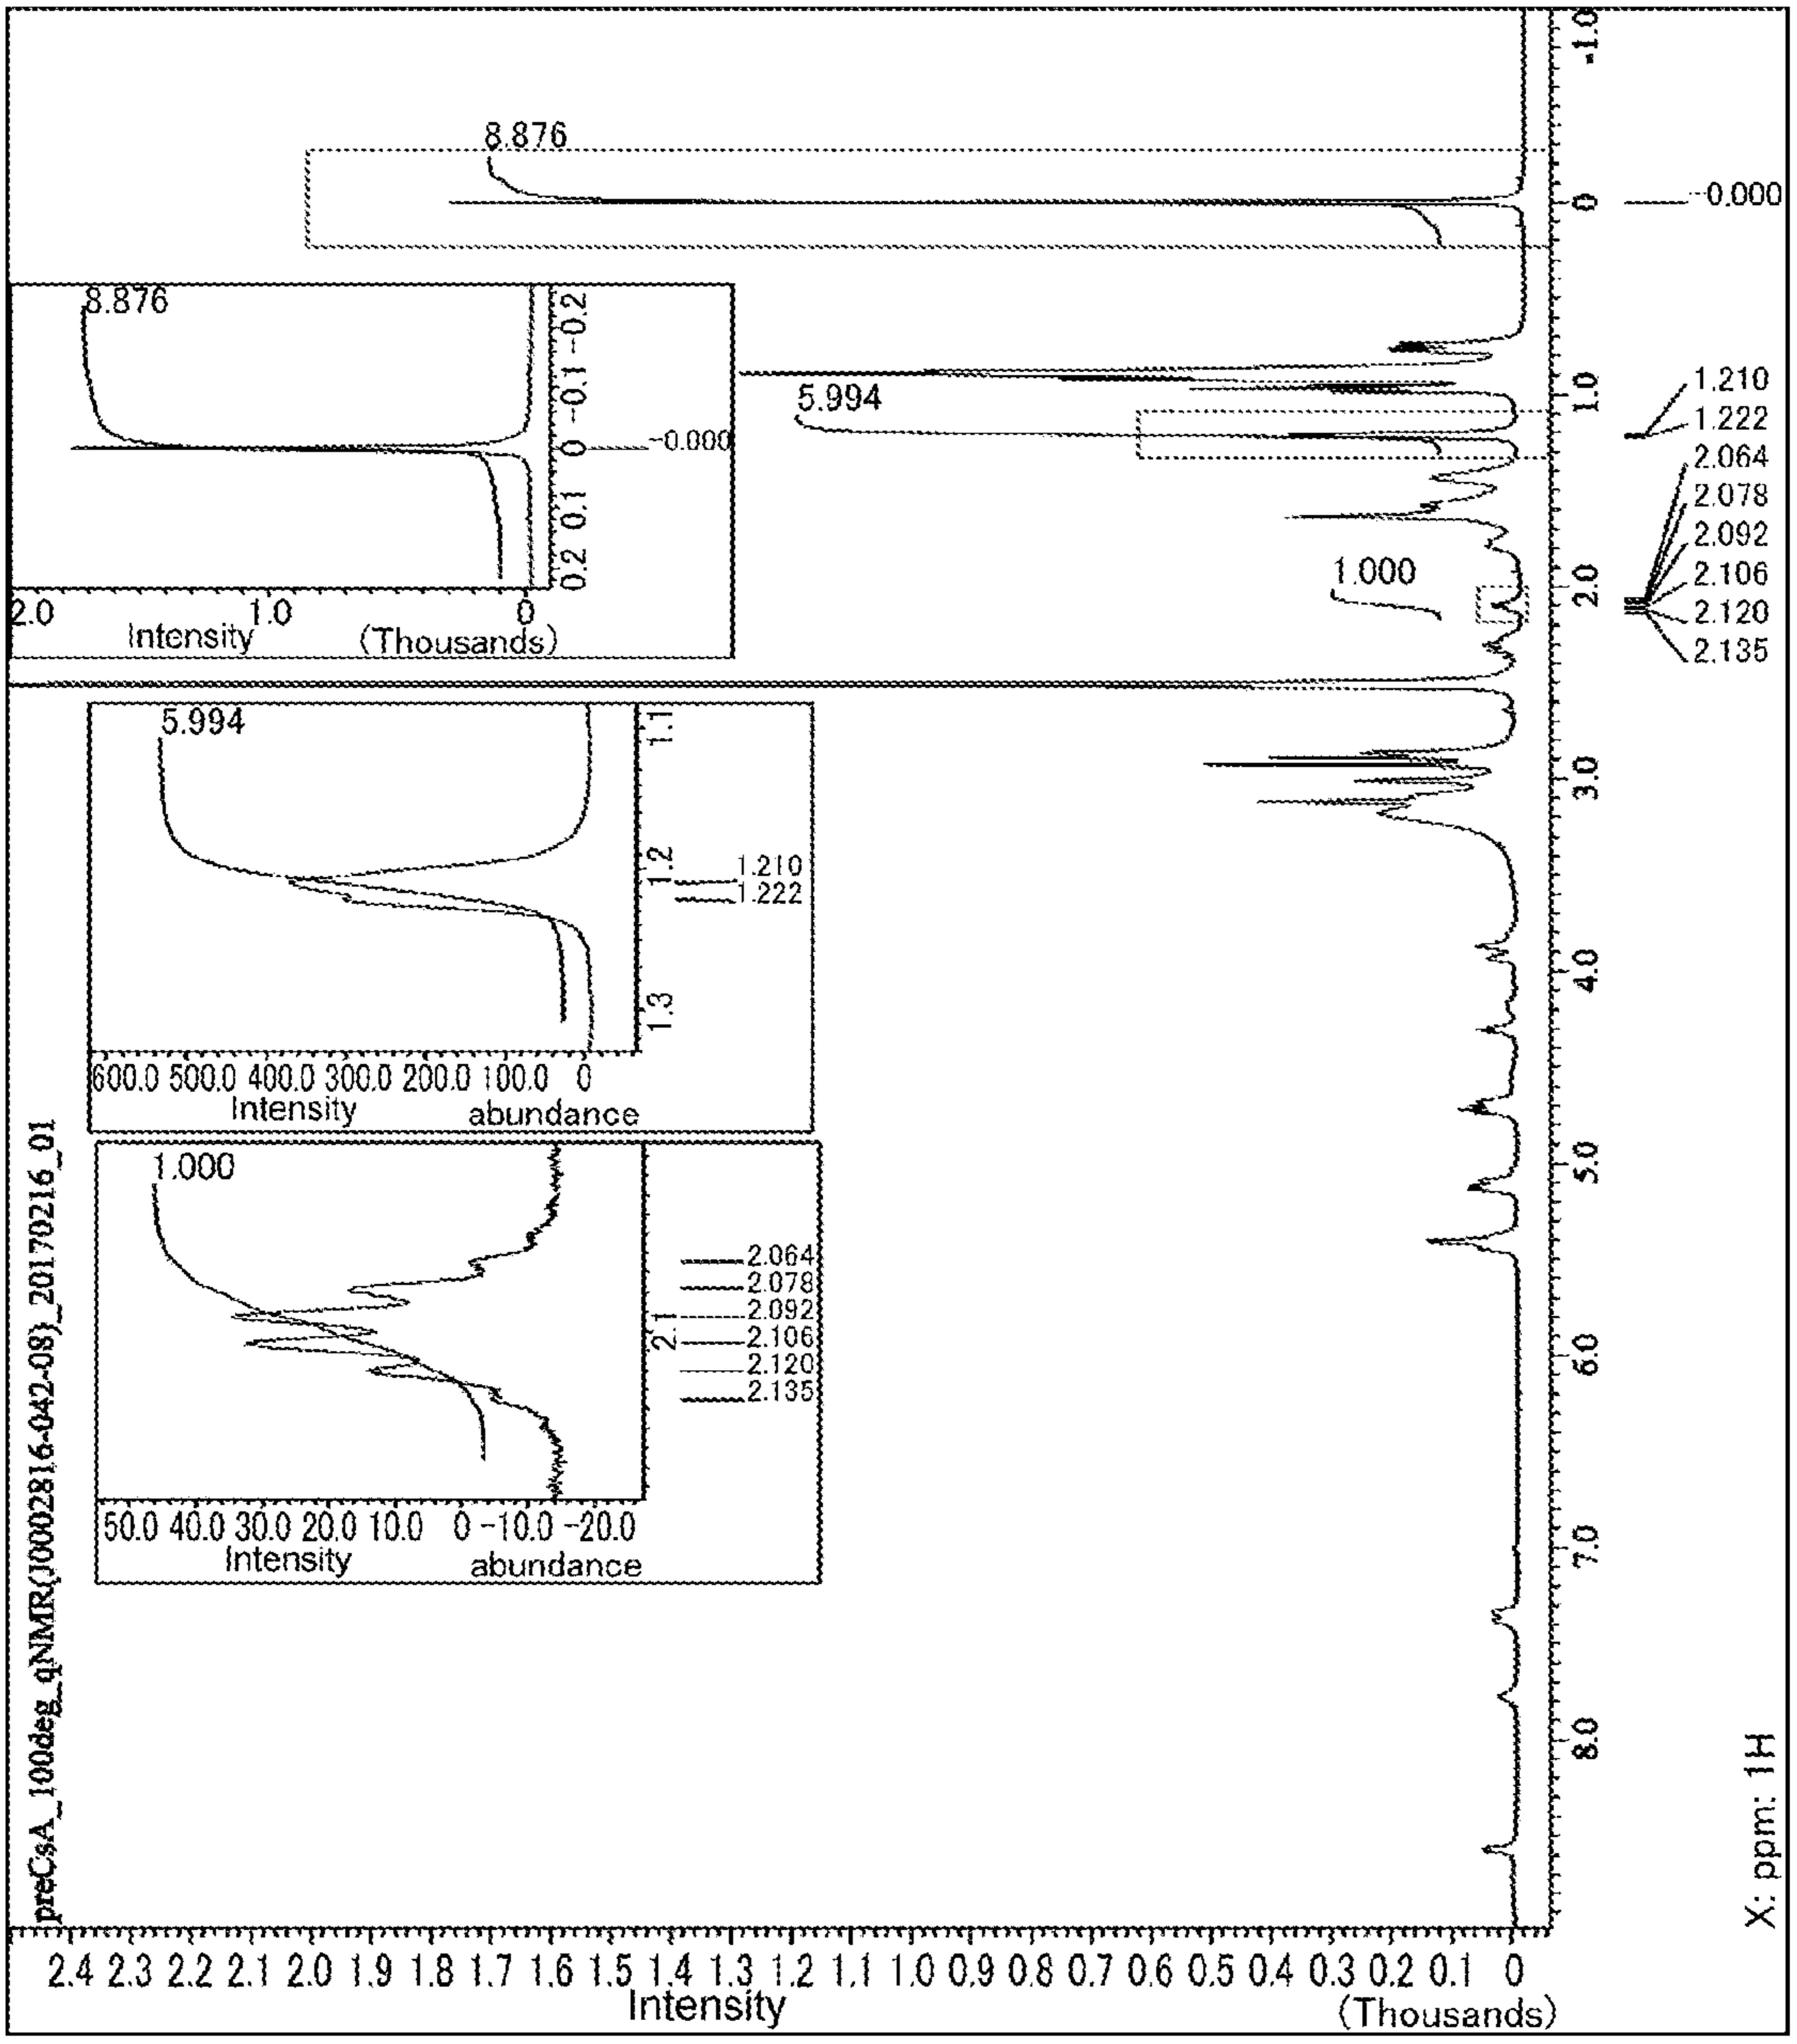 preCsA_100deg_qNMR(J0002816-042-08)_20170216_01
8.876
-0.000
0.2 0.1 0 -0.1 -0.2
2.0 1.0 0
Intensity (Thousands)
5.994
1.210
1.222
1.3 1.2 1.1
600.0 500.0 400.0 300.0 200.0 100.0 0
Intensity abundance
1.000
2.064
2.078
2.092
2.106
2.120
2.135
2.1
50.0 40.0 30.0 20.0 10.0 0 -10.0 -20.0
Intensity abundance
8.876
5.994
1.000
8.0 7.0 6.0 5.0 4.0 3.0 2.0 1.0 0 -1.0
-0.000
1.210
1.222
2.064
2.078
2.092
2.106
2.120
2.135
2.4 2.3 2.2 2.1 2.0 1.9 1.8 1.7 1.6 1.5 1.4 1.3 1.2 1.1 1.0 0.9 0.8 0.7 0.6 0.5 0.4 0.3 0.2 0.1 0
Intensity (Thousands)
X: ppm: 1H